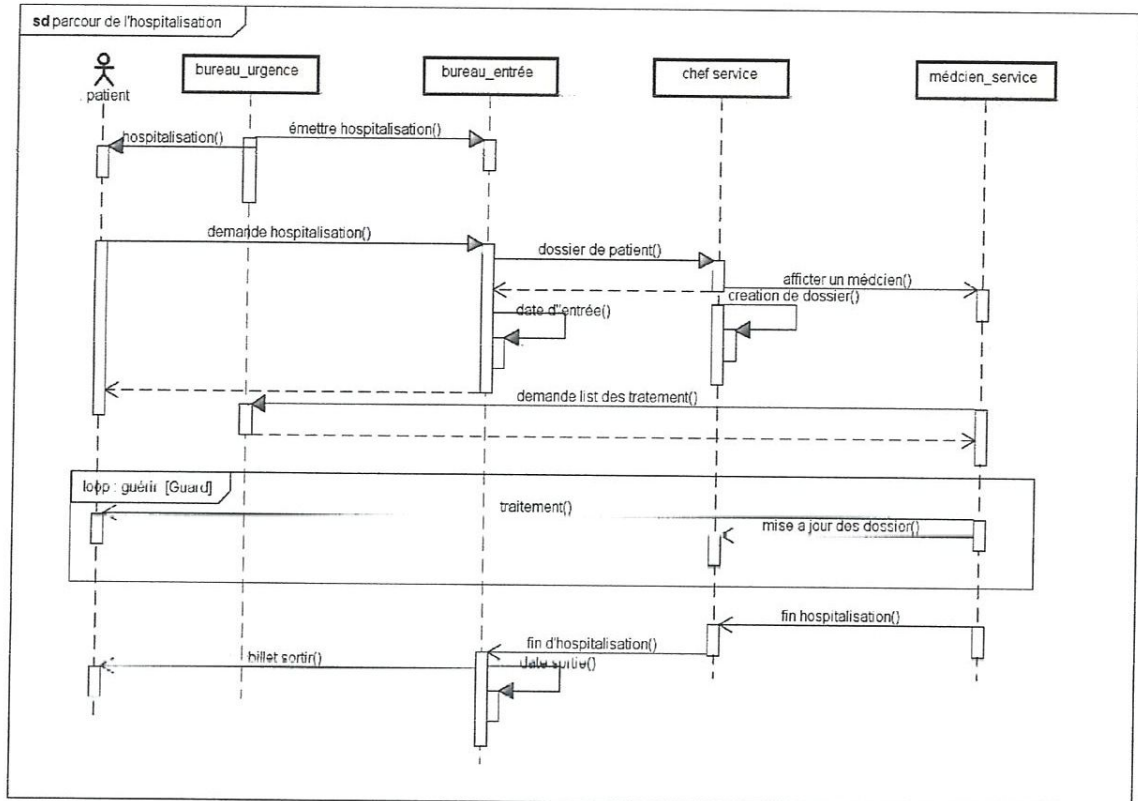 sd parcour de l'hospitalisation
patient
bureau_urgence
bureau_entrée
chef service
médcien_service
hospitalisation()
émettre hospitalisation()
demande hospitalisation()
dossier de patient()
afficter un médcien()
creation de dossier()
date d''entrée()
demande list des tratement()
loop : guérir [Guard]
traitement()
mise a jour des dossier()
fin hospitalisation()
fin d'hospitalisation()
billet sortir()
date sortie()